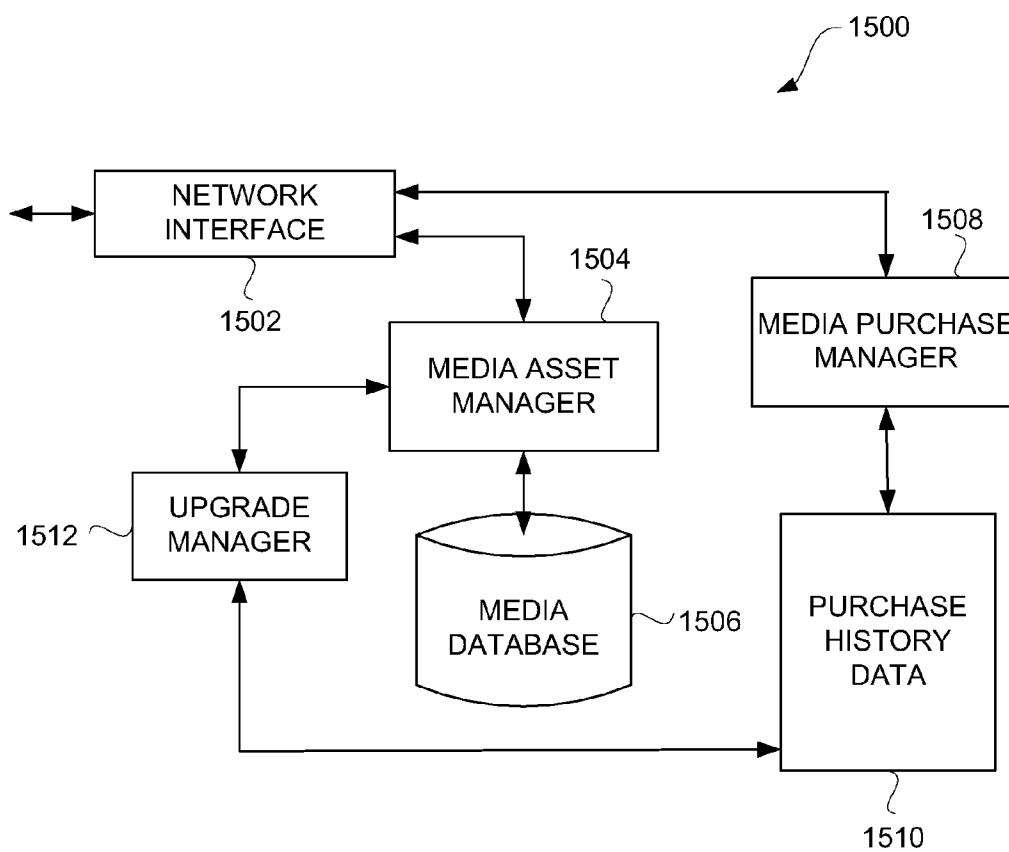 1500
NETWORK
INTERFACE
1502
1504
1508
MEDIA ASSET
MANAGER
MEDIA PURCHASE
MANAGER
1512
UPGRADE
MANAGER
MEDIA
DATABASE
1506
PURCHASE
HISTORY
DATA
1510